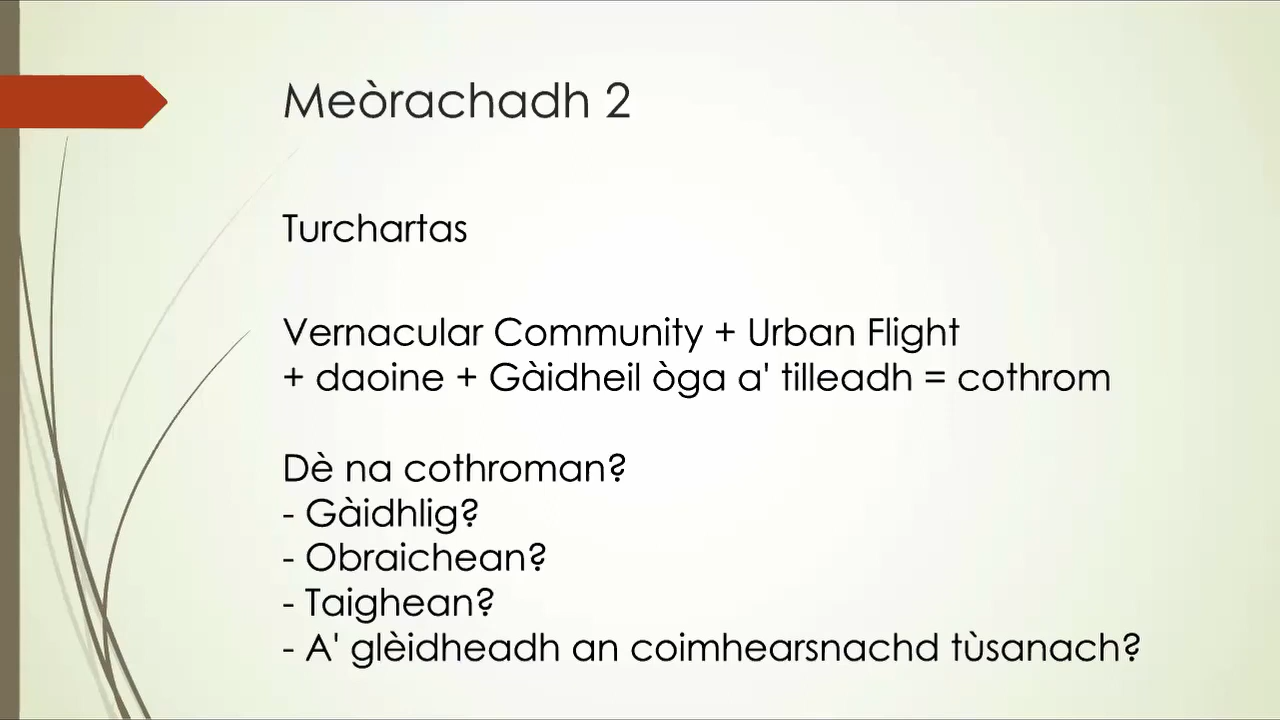 Meòrachadh 2
Turchartas
Vernacular Community + Urban Flight
+ daoine + Gàidheil òga a' tilleadh = cothrom
Dè na cothroman?
- Gàidhlig?
- Obraichean?
- Taighean?
- A' glèidheadh an coimhearsnachd tùsanach?